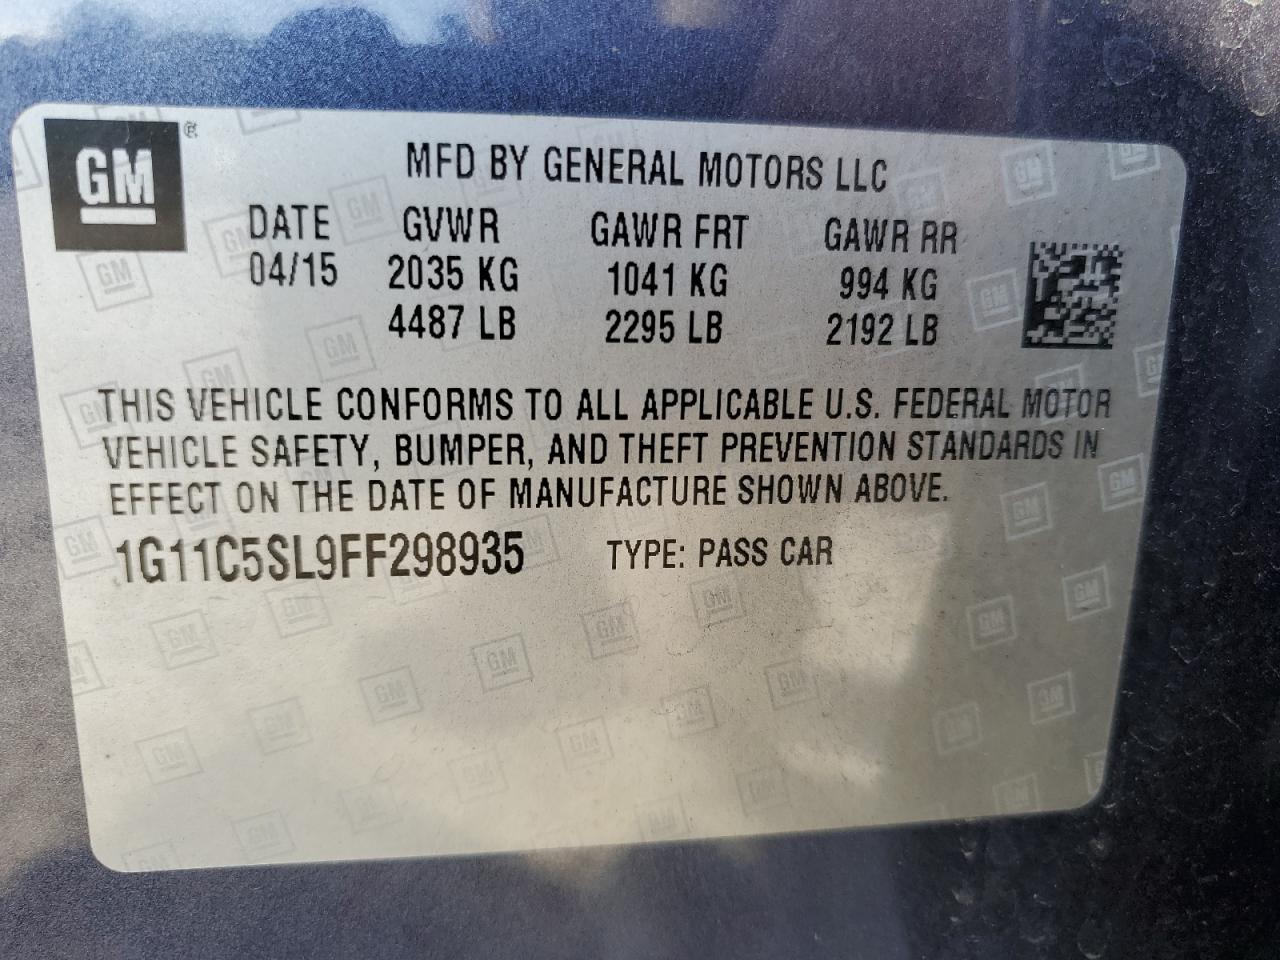 GM
MFD BY GENERAL MOTORS LLC
DATE GVWR GAWR FRT GAWR RR
04/15 2035 KG 1041 KG 994 KG
4487 LB 2295 LB 2192 LB
THIS VEHICLE CONFORMS TO ALL APPLICABLE U.S. FEDERAL MOTOR
VEHICLE SAFETY, BUMPER, AND THEFT PREVENTION STANDARDS IN
EFFECT ON THE DATE OF MANUFACTURE SHOWN ABOVE.
1G11C5SL9FF298935 TYPE: PASS CAR